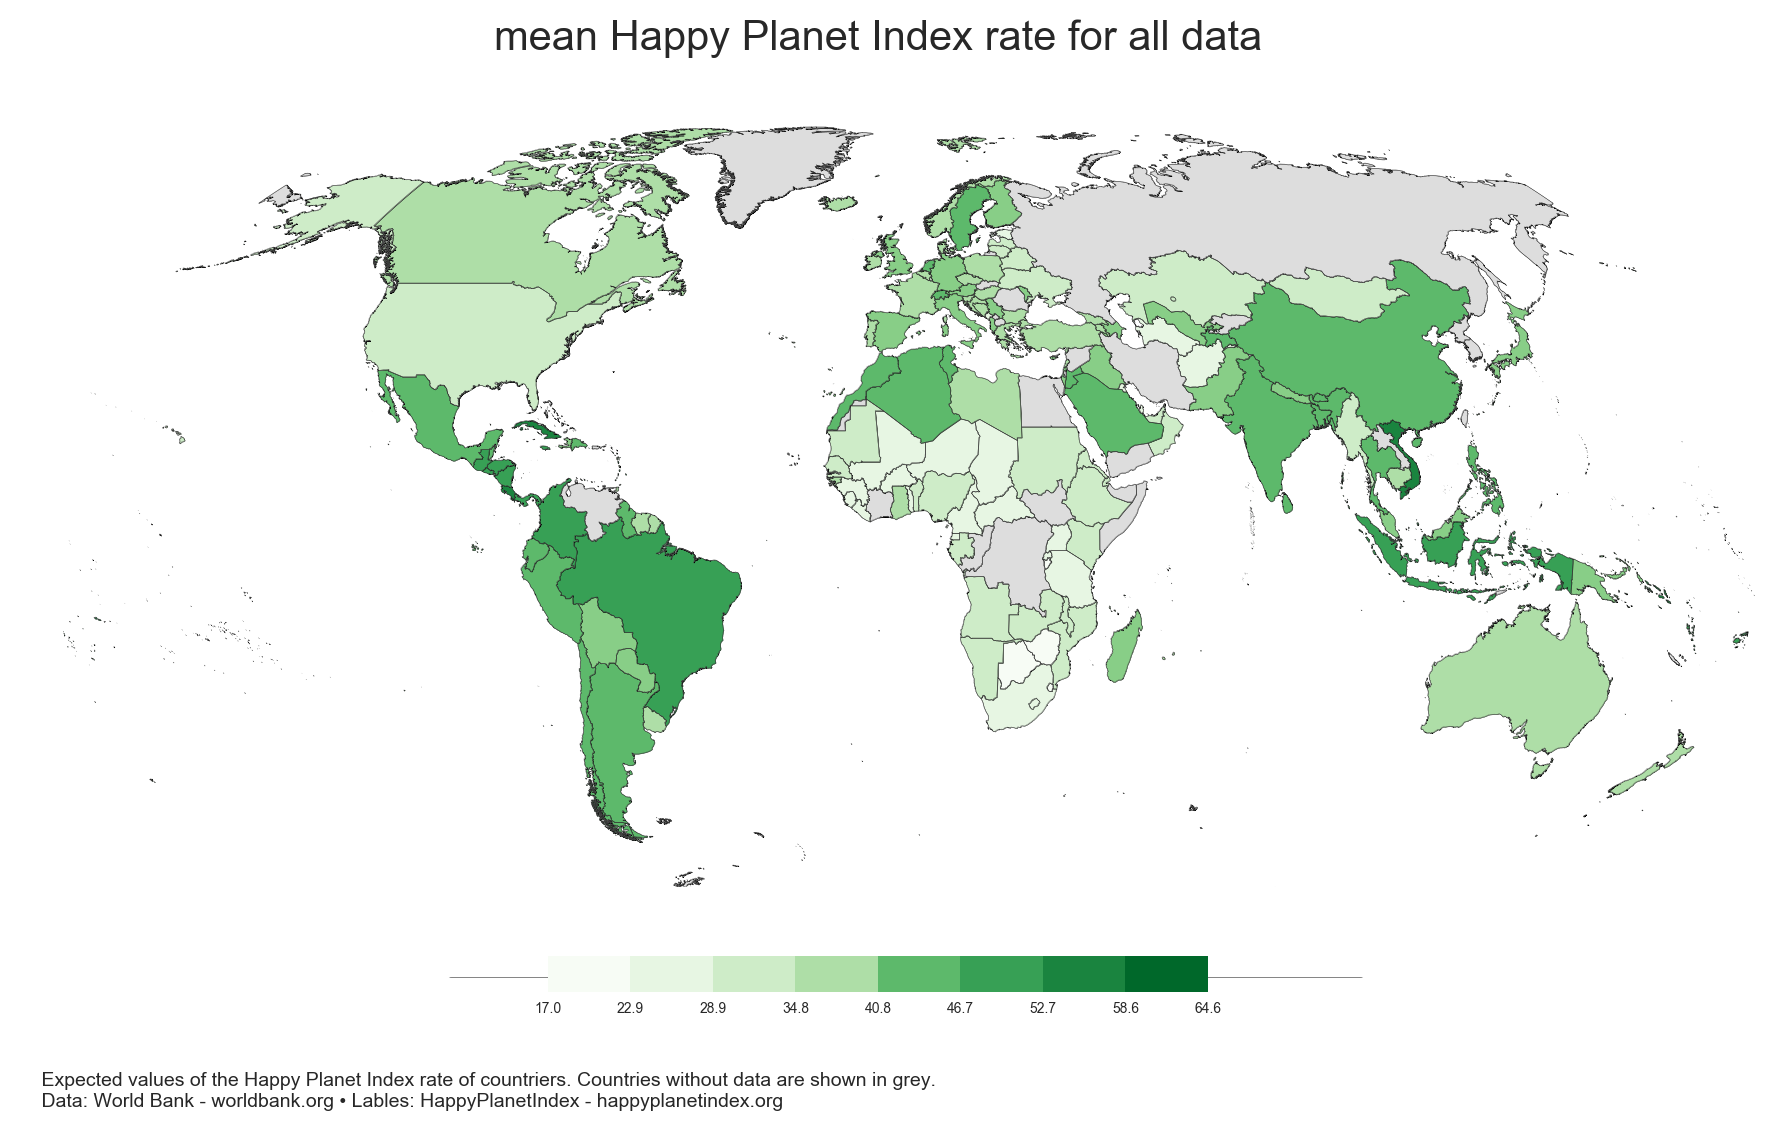 mean Happy Planet Index rate for all data
17.0 22.9 28.9 34.8 40.8 46.7 52.7 58.6 64.6
Expected values of the Happy Planet Index rate of countriers. Countries without data are shown in grey.
Data: World Bank - worldbank.org • Lables: HappyPlanetIndex - happyplanetindex.org